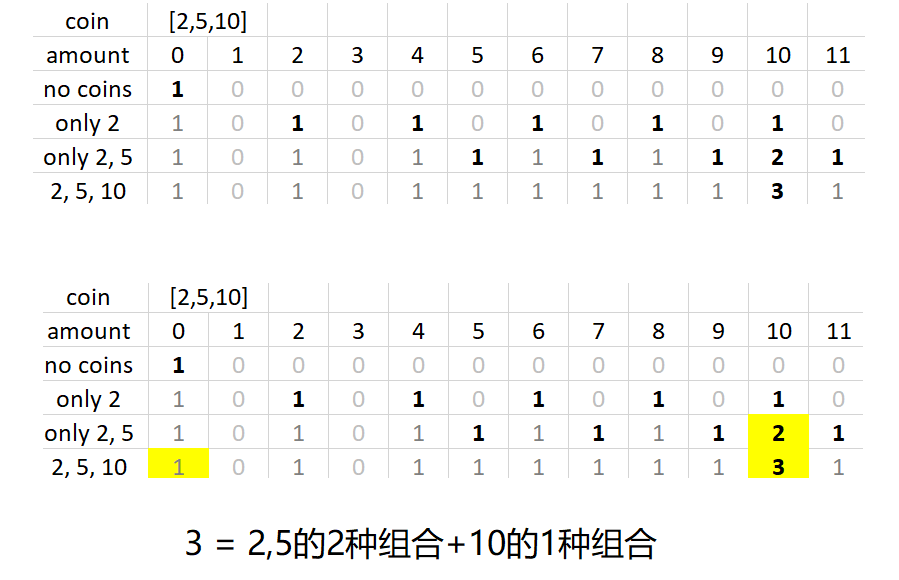 coin [2,5,10]
amount 0 1 2 3 4 5 6 7 8 9 10 11
no coins 1 0 0 0 0 0 0 0 0 0 0 0
only 2 1 0 1 0 1 0 1 0 1 0 1 0
only 2, 5 1 0 1 0 1 1 1 1 1 1 2 1
2, 5, 10 1 0 1 0 1 1 1 1 1 1 3 1
coin [2,5,10]
amount 0 1 2 3 4 5 6 7 8 9 10 11
no coins 1 0 0 0 0 0 0 0 0 0 0 0
only 2 1 0 1 0 1 0 1 0 1 0 1 0
only 2, 5 1 0 1 0 1 1 1 1 1 1 2 1
2, 5, 10 1 0 1 0 1 1 1 1 1 1 3 1
3 = 2,5的2种组合+10的1种组合